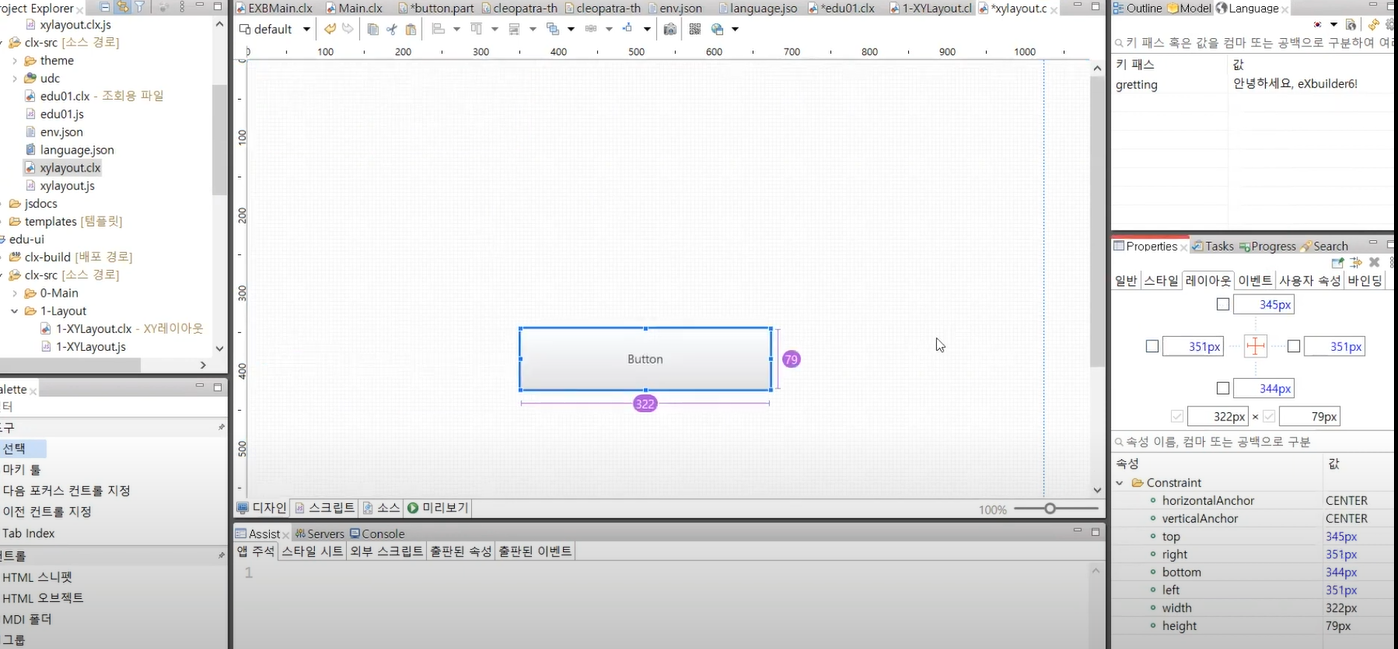 roject Explorer
xylayout.clx.js
clx-src [소스 경로]
theme
udc
edu01.clx - 조회용 파일
edu01.js
env.json
language.json
xylayout.clx
xylayout.js
jsdocs
templates [템플릿]
edu-ui
clx-build [배포 경로]
clx-src [소스 경로]
0-Main
1-Layout
1-XYLayout.clx - XY레이아웃
1-XYLayout.js
alette
터
구
선택
마키 툴
다음 포커스 컨트롤 지정
이전 컨트롤 지정
Tab Index
컨트롤
HTML 스니펫
HTML 오브젝트
MDI 폴더
그룹
EXBMain.clx
Main.clx
*button.part
cleopatra-th
cleopatra-th
env.json
language.js
*edu01.clx
1-XYLayout.cl
*xylayout.c
default
0 100 200 300 400 500 600 700 800 900 1000
0
100
200
300
400
500
Button
79
322
디자인 스크립트 소스 미리보기
100%
Assist Servers Console
앱 주석 스타일 시트 외부 스크립트 출판된 속성 출판된 이벤트
1
Outline Model Language
키 패스 혹은 값을 컴마 또는 공백으로 구분하여 여러
키 패스 값
gretting 안녕하세요, eXbuilder6!
Properties Tasks Progress Search
일반 스타일 레이아웃 이벤트 사용자 속성 바인딩
345px
351px 351px
344px
322px × 79px
속성 이름, 컴마 또는 공백으로 구분
속성 값
Constraint
horizontalAnchor CENTER
verticalAnchor CENTER
top 345px
right 351px
bottom 344px
left 351px
width 322px
height 79px